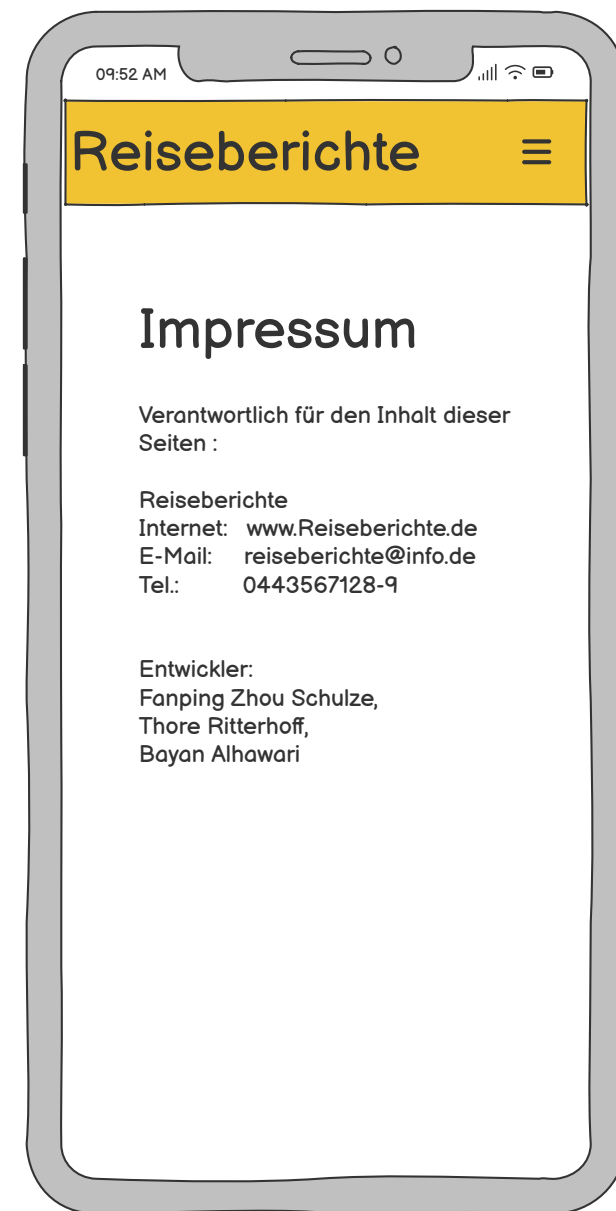 09:52 AM
Reiseberichte
Impressum
Verantwortlich für den Inhalt dieser
Seiten :
Reiseberichte
Internet: www.Reiseberichte.de
E-Mail: reiseberichte@info.de
Tel.: 0443567128-9
Entwickler:
Fanping Zhou Schulze,
Thore Ritterhoff,
Bayan Alhawari